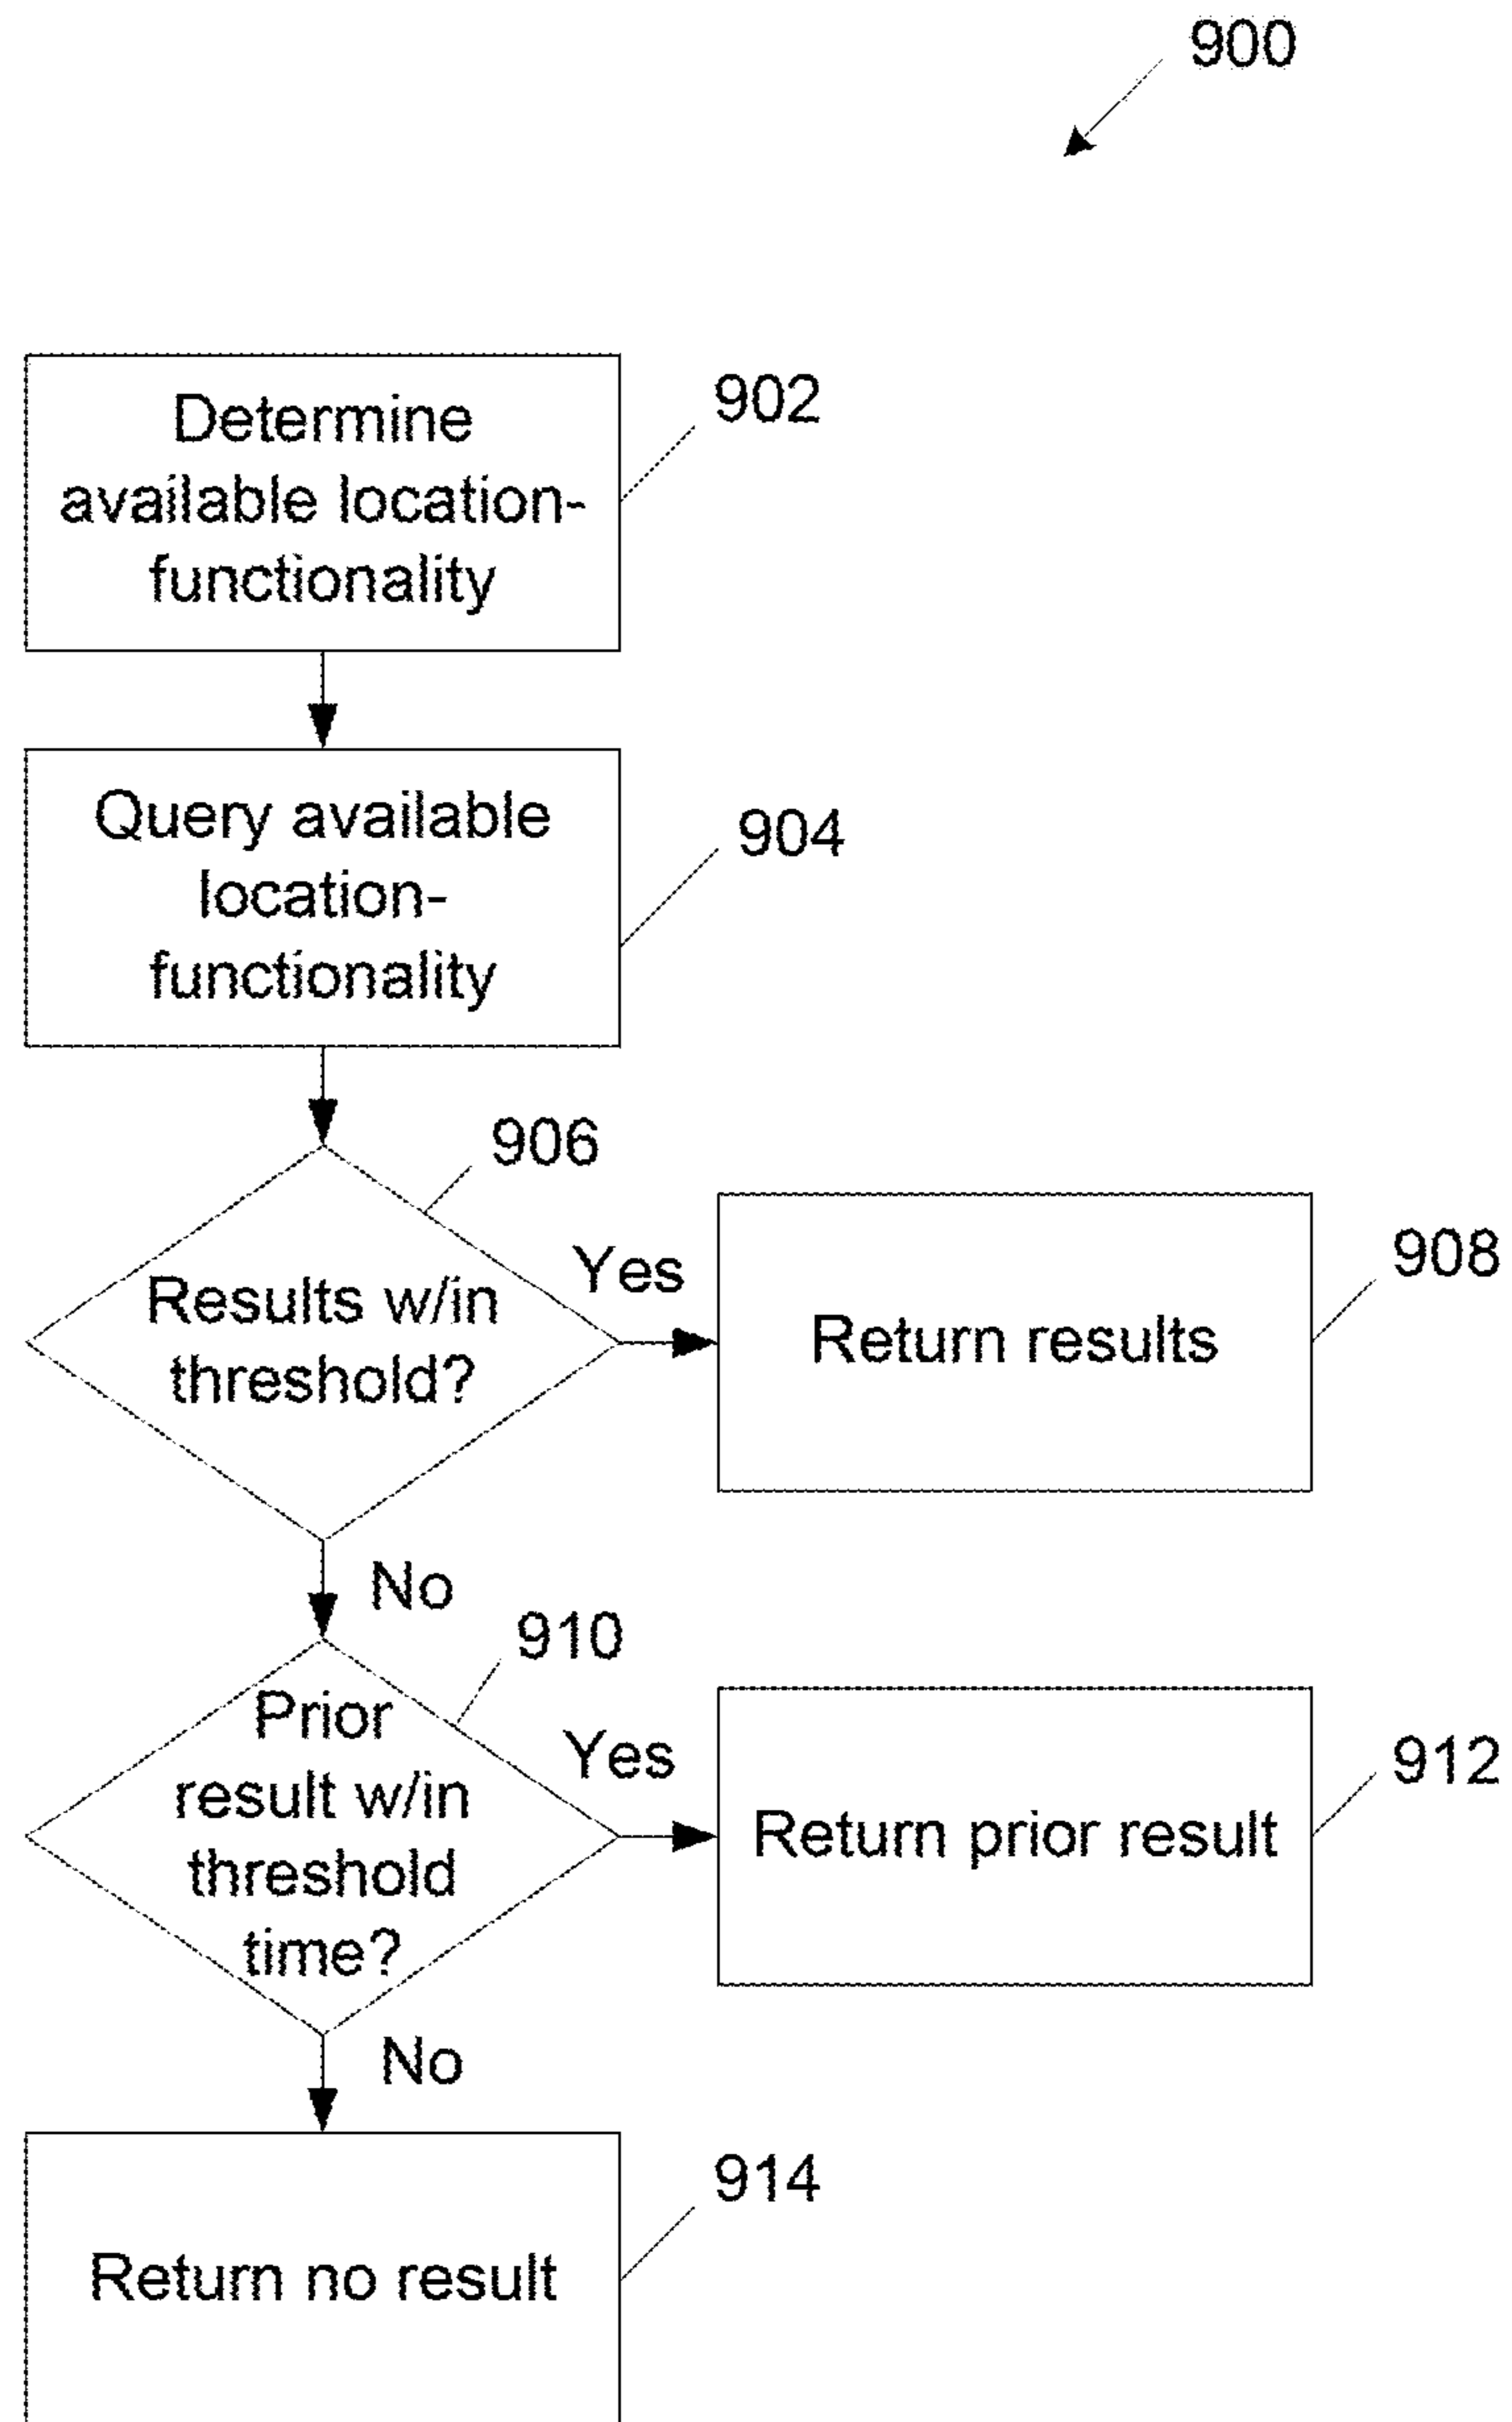 900
Determine
available location-
functionality
902
Query available
location-
functionality
904
906
Results w/in
threshold?
Yes
Return results
908
No
910
Prior
result w/in
threshold
time?
Yes
Return prior result
912
No
Return no result
914